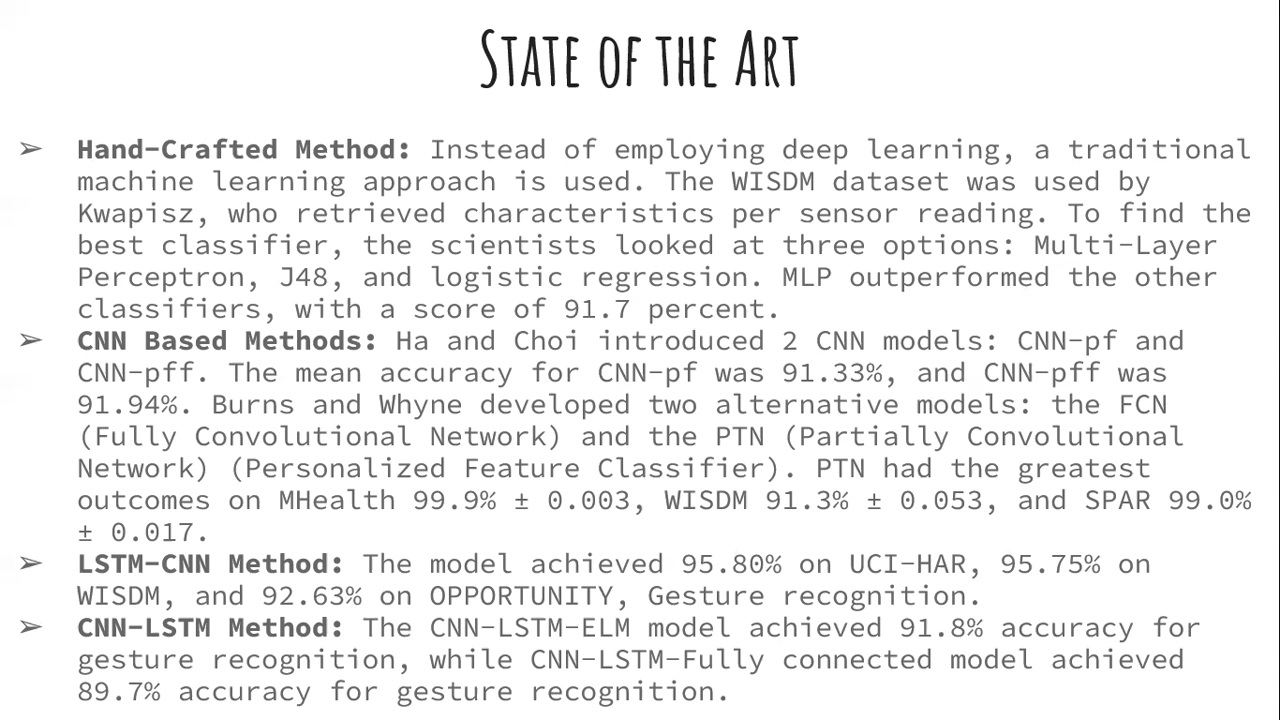 State of the Art
➢ Hand-Crafted Method: Instead of employing deep learning, a traditional
machine learning approach is used. The WISDM dataset was used by
Kwapisz, who retrieved characteristics per sensor reading. To find the
best classifier, the scientists looked at three options: Multi-Layer
Perceptron, J48, and logistic regression. MLP outperformed the other
classifiers, with a score of 91.7 percent.
➢ CNN Based Methods: Ha and Choi introduced 2 CNN models: CNN-pf and
CNN-pff. The mean accuracy for CNN-pf was 91.33%, and CNN-pff was
91.94%. Burns and Whyne developed two alternative models: the FCN
(Fully Convolutional Network) and the PTN (Partially Convolutional
Network) (Personalized Feature Classifier). PTN had the greatest
outcomes on MHealth 99.9% ± 0.003, WISDM 91.3% ± 0.053, and SPAR 99.0%
± 0.017.
➢ LSTM-CNN Method: The model achieved 95.80% on UCI-HAR, 95.75% on
WISDM, and 92.63% on OPPORTUNITY, Gesture recognition.
➢ CNN-LSTM Method: The CNN-LSTM-ELM model achieved 91.8% accuracy for
gesture recognition, while CNN-LSTM-Fully connected model achieved
89.7% accuracy for gesture recognition.